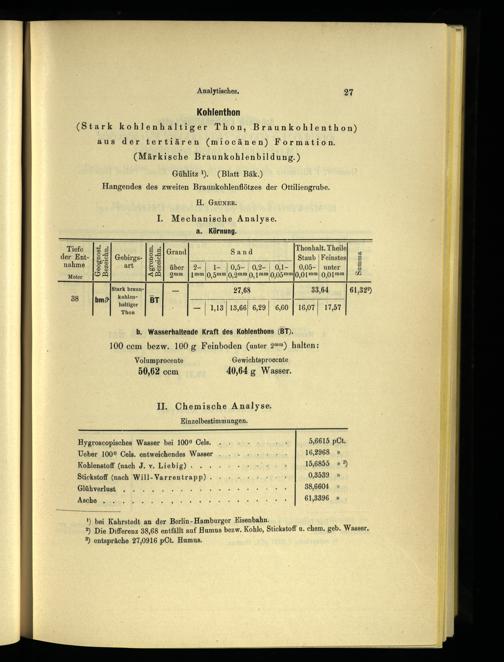 Analytisches. 27
Kohlenthon
(Stark kohlenhaltiger Thon, Braunkohlenthon)
aus der tertiären (miocänen) Formation.
(Märkische Braunkohlenbildung.)
Gühlitz ¹). (Blatt Bäk.)
Hangendes des zweiten Braunkohlenflötzes der Ottiliengrube.
H. GRUNER.
I. Mechanische Analyse.
a. Körnung.
Tiefe der Entnahme Meter | Geognost. Bezeichn. | Gebirgsart | Agronom. Bezeichn. | Grand über 2mm | Sand | Thonhalt. Theile | Summa
2–1mm | 1–0,5mm | 0,5–0,2mm | 0,2–0,1mm | 0,1–0,05mm | Staub 0,05–0,01mm | Feinstes unter 0,01mm
38 | Stark braunkohlenhaltiger Thon | BT | — | 27,68 | 33,64 | 61,32²)
— | 1,13 | 13,66 | 6,29 | 6,60 | 16,07 | 17,57
b. Wasserhaltende Kraft des Kohlenthons (BT).
100 ccm bezw. 100 g Feinboden (unter 2mm) halten:
Volumprocente Gewichtsprocente
50,62 ccm 40,64 g Wasser.
II. Chemische Analyse.
Einzelbestimmungen.
Hygroscopisches Wasser bei 100⁰ Cels. . . . . . . . 5,6615 pCt.
Ueber 100⁰ Cels. entweichendes Wasser . . . . . . . 16,2968 »
Kohlenstoff (nach J. v. Liebig) . . . . . . . . 15,6855 » ³)
Stickstoff (nach Will-Varrentrapp) . . . . . . . 0,3539 »
Glühverlust . . . . . . . . . . . . 38,6604 »
Asche . . . . . . . . . . . . . 61,3396 »
¹) bei Kahrstedt an der Berlin-Hamburger Eisenbahn.
²) Die Differenz 38,68 entfällt auf Humus bezw. Kohle, Stickstoff u. chem. geb. Wasser.
³) entspräche 27,0916 pCt. Humus.